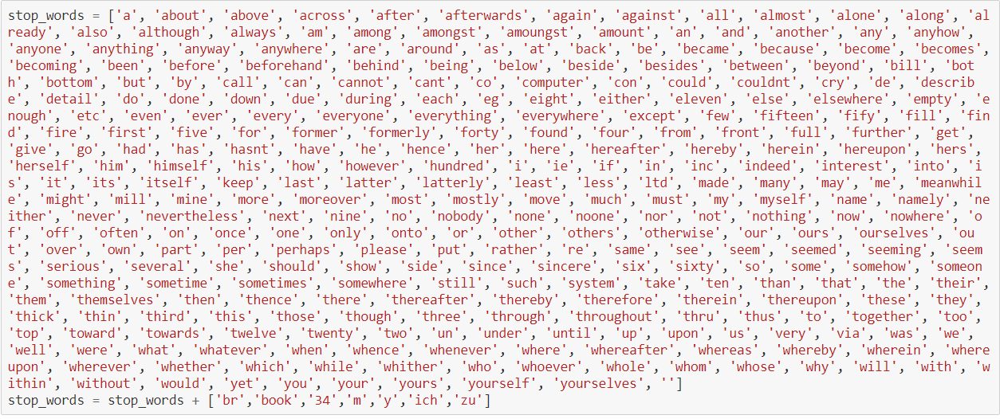 stop_words = ['a', 'about', 'above', 'across', 'after', 'afterwards', 'again', 'against', 'all', 'almost', 'alone', 'along', 'al
ready', 'also', 'although', 'always', 'am', 'among', 'amongst', 'amoungst', 'amount', 'an', 'and', 'another', 'any', 'anyhow',
'anyone', 'anything', 'anyway', 'anywhere', 'are', 'around', 'as', 'at', 'back', 'be', 'became', 'because', 'become', 'becomes',
'becoming', 'been', 'before', 'beforehand', 'behind', 'being', 'below', 'beside', 'besides', 'between', 'beyond', 'bill', 'bot
h', 'bottom', 'but', 'by', 'call', 'can', 'cannot', 'cant', 'co', 'computer', 'con', 'could', 'couldnt', 'cry', 'de', 'describ
e', 'detail', 'do', 'done', 'down', 'due', 'during', 'each', 'eg', 'eight', 'either', 'eleven', 'else', 'elsewhere', 'empty', 'e
nough', 'etc', 'even', 'ever', 'every', 'everyone', 'everything', 'everywhere', 'except', 'few', 'fifteen', 'fify', 'fill', 'fin
d', 'fire', 'first', 'five', 'for', 'former', 'formerly', 'forty', 'found', 'four', 'from', 'front', 'full', 'further', 'get',
'give', 'go', 'had', 'has', 'hasnt', 'have', 'he', 'hence', 'her', 'here', 'hereafter', 'hereby', 'herein', 'hereupon', 'hers',
'herself', 'him', 'himself', 'his', 'how', 'however', 'hundred', 'i', 'ie', 'if', 'in', 'inc', 'indeed', 'interest', 'into', 'i
s', 'it', 'its', 'itself', 'keep', 'last', 'latter', 'latterly', 'least', 'less', 'ltd', 'made', 'many', 'may', 'me', 'meanwhil
e', 'might', 'mill', 'mine', 'more', 'moreover', 'most', 'mostly', 'move', 'much', 'must', 'my', 'myself', 'name', 'namely', 'ne
ither', 'never', 'nevertheless', 'next', 'nine', 'no', 'nobody', 'none', 'noone', 'nor', 'not', 'nothing', 'now', 'nowhere', 'o
f', 'off', 'often', 'on', 'once', 'one', 'only', 'onto', 'or', 'other', 'others', 'otherwise', 'our', 'ours', 'ourselves', 'ou
t', 'over', 'own', 'part', 'per', 'perhaps', 'please', 'put', 'rather', 're', 'same', 'see', 'seem', 'seemed', 'seeming', 'seem
s', 'serious', 'several', 'she', 'should', 'show', 'side', 'since', 'sincere', 'six', 'sixty', 'so', 'some', 'somehow', 'someon
e', 'something', 'sometime', 'sometimes', 'somewhere', 'still', 'such', 'system', 'take', 'ten', 'than', 'that', 'the', 'their',
'them', 'themselves', 'then', 'thence', 'there', 'thereafter', 'thereby', 'therefore', 'therein', 'thereupon', 'these', 'they',
'thick', 'thin', 'third', 'this', 'those', 'though', 'three', 'through', 'throughout', 'thru', 'thus', 'to', 'together', 'too',
'top', 'toward', 'towards', 'twelve', 'twenty', 'two', 'un', 'under', 'until', 'up', 'upon', 'us', 'very', 'via', 'was', 'we',
'well', 'were', 'what', 'whatever', 'when', 'whence', 'whenever', 'where', 'whereafter', 'whereas', 'whereby', 'wherein', 'where
upon', 'wherever', 'whether', 'which', 'while', 'whither', 'who', 'whoever', 'whole', 'whom', 'whose', 'why', 'will', 'with', 'w
ithin', 'without', 'would', 'yet', 'you', 'your', 'yours', 'yourself', 'yourselves', '']
stop_words = stop_words + ['br','book','34','m','y','ich','zu']